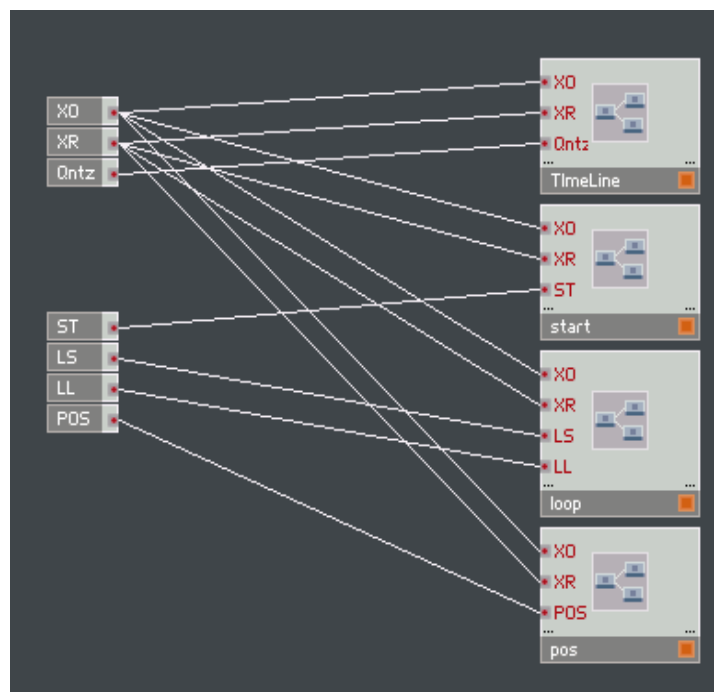 XO
XR
Qntz
ST
LS
LL
POS
XO
XR
Qntz
...
...
TImeLine
XO
XR
ST
...
...
start
XO
XR
LS
LL
...
...
loop
XO
XR
POS
...
...
pos